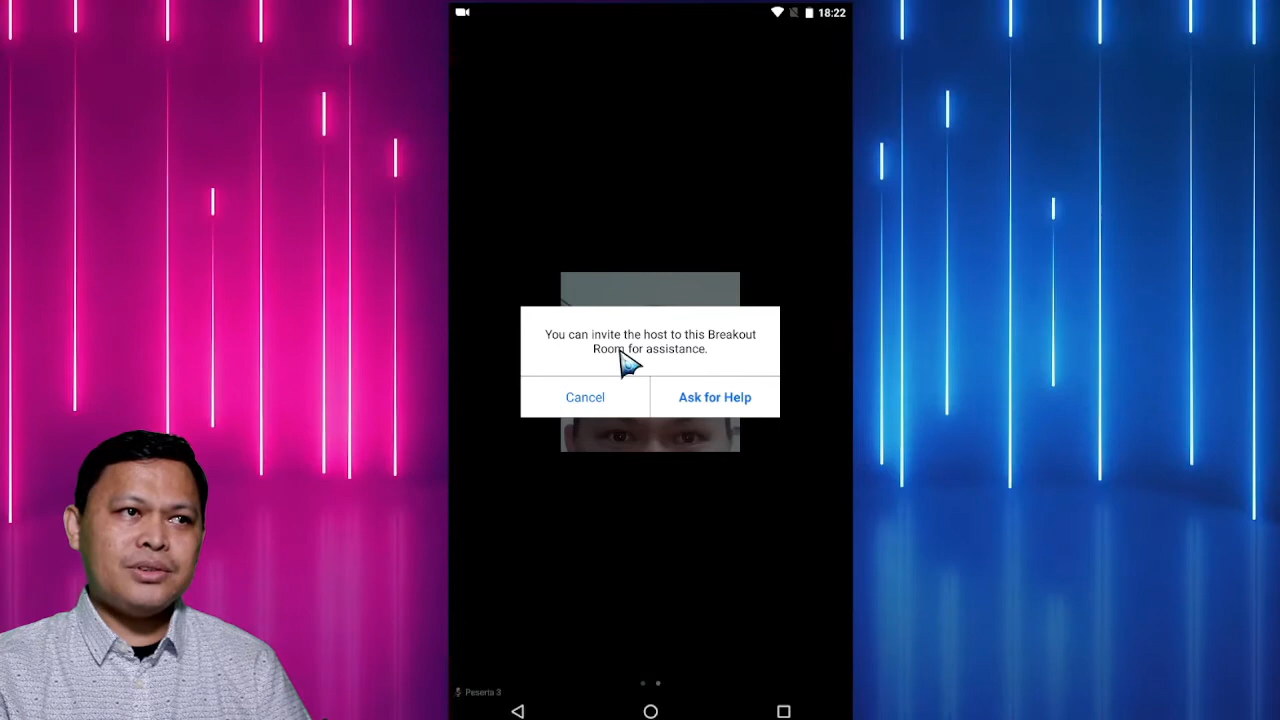 18:22
You can invite the host to this Breakout
Room for assistance.
Cancel
Ask for Help
Peserta 3